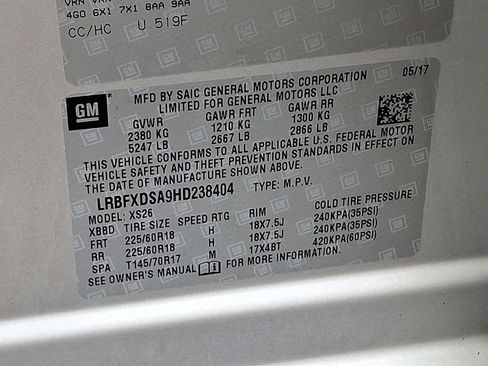 4G0 6X1 7X1 8AA 9AA
CC/HC U 519F
MFD BY SAIC GENERAL MOTORS CORPORATION
LIMITED FOR GENERAL MOTORS LLC
05/17
GM
GVWR GAWR FRT GAWR RR
2380 KG 1210 KG 1300 KG
5247 LB 2667 LB 2866 LB
THIS VEHICLE CONFORMS TO ALL APPLICABLE U.S. FEDERAL MOTOR
VEHICLE SAFETY AND THEFT PREVENTION STANDARDS IN EFFECT ON
THE DATE OF MANUFACTURE SHOWN ABOVE.
LRBFXDSA9HD238404 TYPE: M.P.V.
MODEL: XS26
XBBD TIRE SIZE SPEED RTG RIM COLD TIRE PRESSURE
FRT 225/60R18 H 18X7.5J 240KPA(35PSI)
RR 225/60R18 H 18X7.5J 240KPA(35PSI)
SPA T145/70R17 M 17X4BT 420KPA(60PSI)
SEE OWNER'S MANUAL FOR MORE INFORMATION.